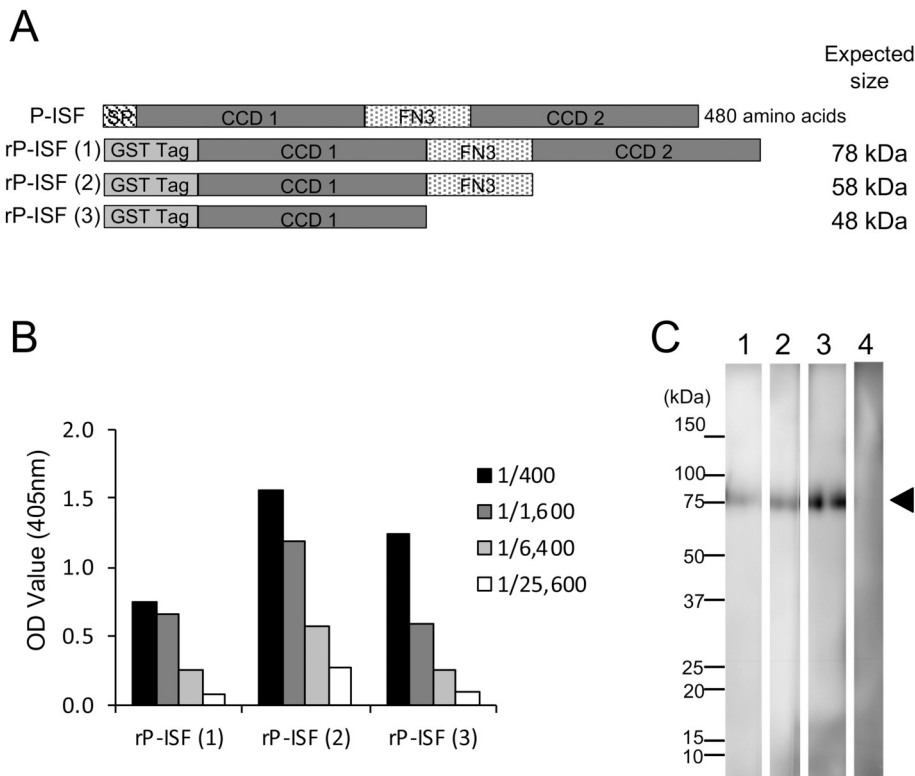 A
Expected
size
P-ISF SP CCD 1 FN3 CCD 2 480 amino acids
rP-ISF (1) GST Tag CCD 1 FN3 CCD 2 78 kDa
rP-ISF (2) GST Tag CCD 1 FN3 58 kDa
rP-ISF (3) GST Tag CCD 1 48 kDa
B
OD Value (405nm)
2.0
1.5
1.0
0.5
0.0
rP-ISF (1) rP-ISF (2) rP-ISF (3)
1/400
1/1,600
1/6,400
1/25,600
C
1 2 3 4
(kDa)
150
100
75
50
37
25
20
15
10